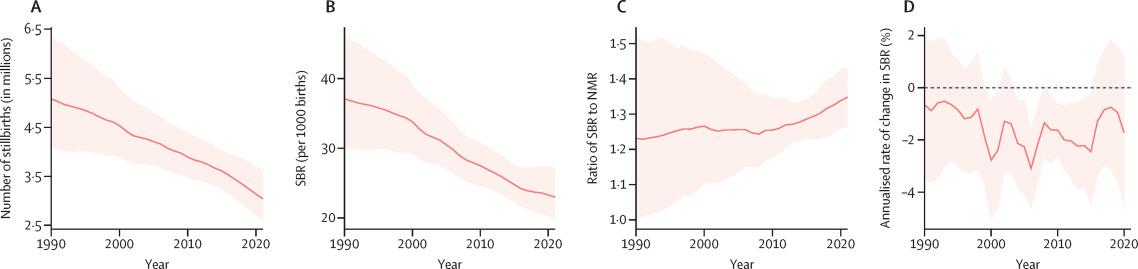 A
Number of stillbirths (in millions)
6·5
5·5
4·5
3·5
2·5
1990
2000
2010
2020
Year
B
SBR (per 1000 births)
40
30
20
1990
2000
2010
2020
Year
C
Ratio of SBR to NMR
1·5
1·4
1·3
1·2
1·1
1·0
1990
2000
2010
2020
Year
D
Annualised rate of change in SBR (%)
2
0
−2
−4
1990
2000
2010
2020
Year